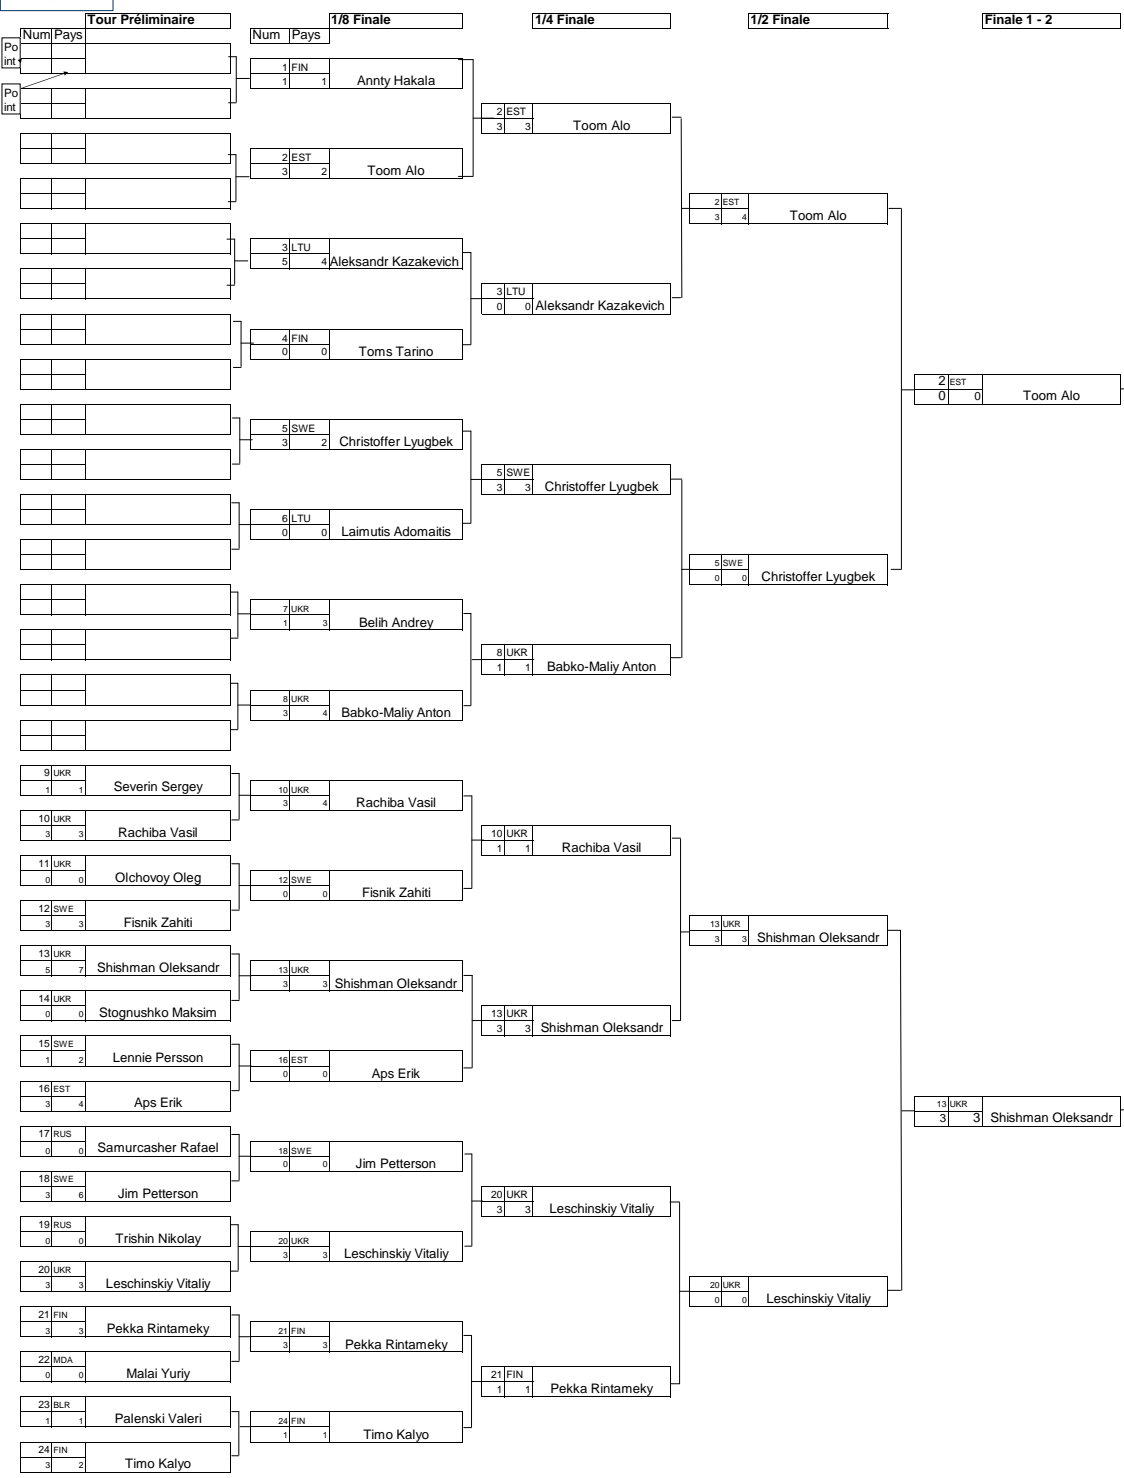 Tour Préliminaire 1/8 Finale 1/4 Finale 1/2 Finale Finale 1 - 2
Num Pays Num Pays
Po
int
Po
int
1 FIN
1 1 Annty Hakala
2 EST
3 3 Toom Alo
2 EST
3 2 Toom Alo
2 EST
3 4 Toom Alo
3 LTU
5 4 Aleksandr Kazakevich
3 LTU
0 0 Aleksandr Kazakevich
4 FIN
0 0 Toms Tarino
2 EST
0 0 Toom Alo
5 SWE
3 2 Christoffer Lyugbek
5 SWE
3 3 Christoffer Lyugbek
6 LTU
0 0 Laimutis Adomaitis
5 SWE
0 0 Christoffer Lyugbek
7 UKR
1 3 Belih Andrey
8 UKR
1 1 Babko-Maliy Anton
8 UKR
3 4 Babko-Maliy Anton
9 UKR
1 1 Severin Sergey
10 UKR
3 4 Rachiba Vasil
10 UKR
3 3 Rachiba Vasil
10 UKR
1 1 Rachiba Vasil
11 UKR
0 0 Olchovoy Oleg
12 SWE
0 0 Fisnik Zahiti
12 SWE
3 3 Fisnik Zahiti
13 UKR
3 3 Shishman Oleksandr
13 UKR
5 7 Shishman Oleksandr
13 UKR
3 3 Shishman Oleksandr
14 UKR
0 0 Stognushko Maksim
13 UKR
3 3 Shishman Oleksandr
15 SWE
1 2 Lennie Persson
16 EST
0 0 Aps Erik
16 EST
3 4 Aps Erik
13 UKR
3 3 Shishman Oleksandr
17 RUS
0 0 Samurcasher Rafael
18 SWE
0 0 Jim Petterson
18 SWE
3 6 Jim Petterson
20 UKR
3 3 Leschinskiy Vitaliy
19 RUS
0 0 Trishin Nikolay
20 UKR
3 3 Leschinskiy Vitaliy
20 UKR
3 3 Leschinskiy Vitaliy
20 UKR
0 0 Leschinskiy Vitaliy
21 FIN
3 3 Pekka Rintameky
21 FIN
3 3 Pekka Rintameky
22 MDA
0 0 Malai Yuriy
21 FIN
1 1 Pekka Rintameky
23 BLR
1 1 Palenski Valeri
24 FIN
1 1 Timo Kalyo
24 FIN
3 2 Timo Kalyo